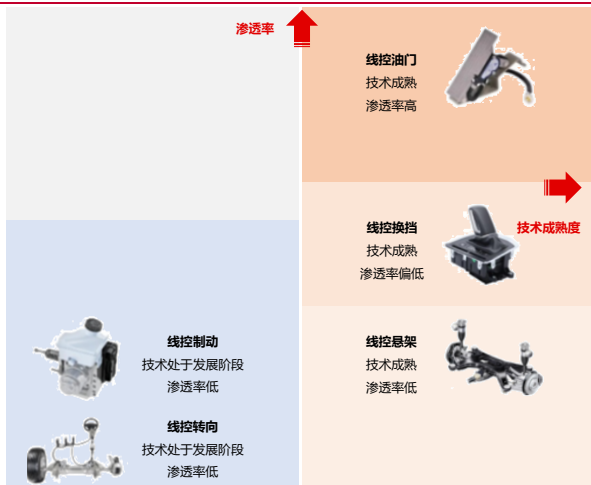 渗透率
线控油门
技术成熟
渗透率高
线控换挡
技术成熟
渗透率偏低
技术成熟度
线控制动
技术处于发展阶段
渗透率低
线控悬架
技术成熟
渗透率低
线控转向
技术处于发展阶段
渗透率低